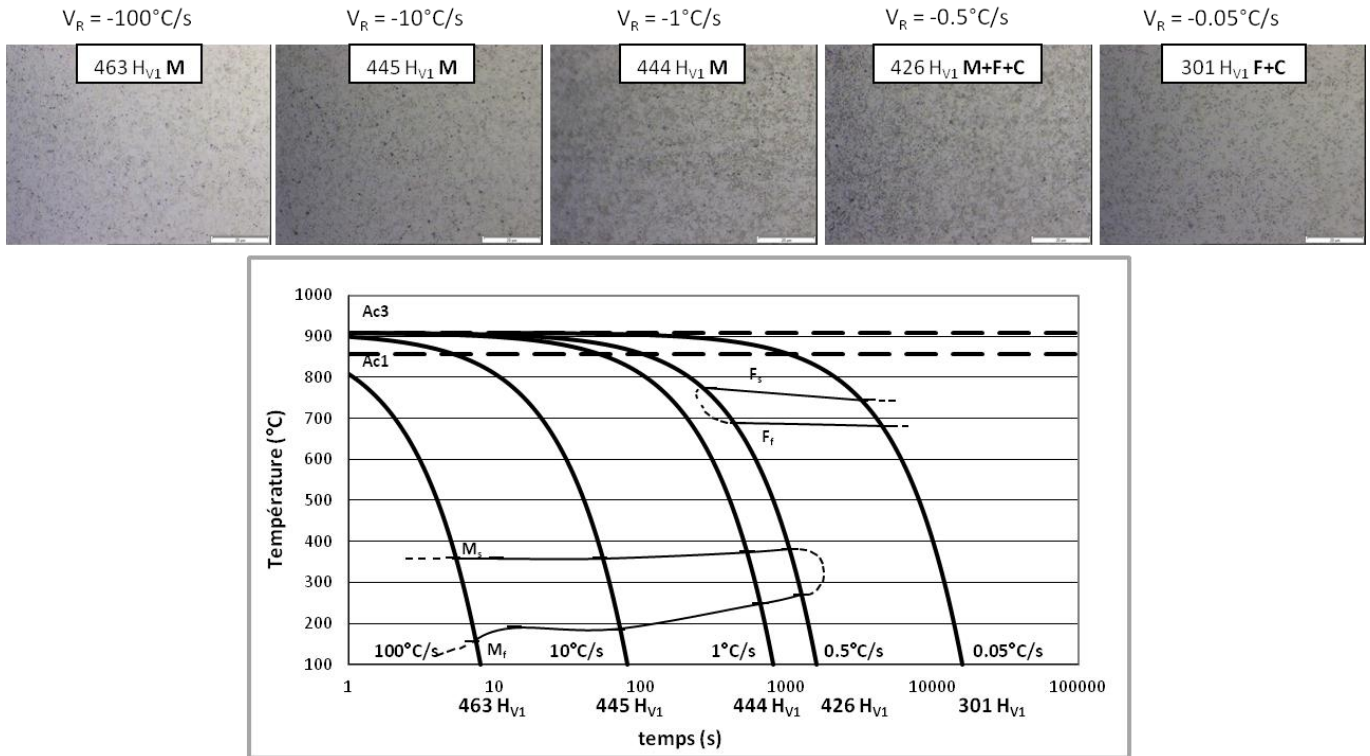 V_R = -100°C/s
V_R = -10°C/s
V_R = -1°C/s
V_R = -0.5°C/s
V_R = -0.05°C/s
463 H_V1 M
445 H_V1 M
444 H_V1 M
426 H_V1 M+F+C
301 H_V1 F+C
Température (°C)
1000
900
800
700
600
500
400
300
200
100
Ac3
Ac1
F_s
F_f
M_s
M_f
100°C/s
10°C/s
1°C/s
0.5°C/s
0.05°C/s
1
10
100
1000
10000
100000
463 H_V1
445 H_V1
444 H_V1
426 H_V1
301 H_V1
temps (s)